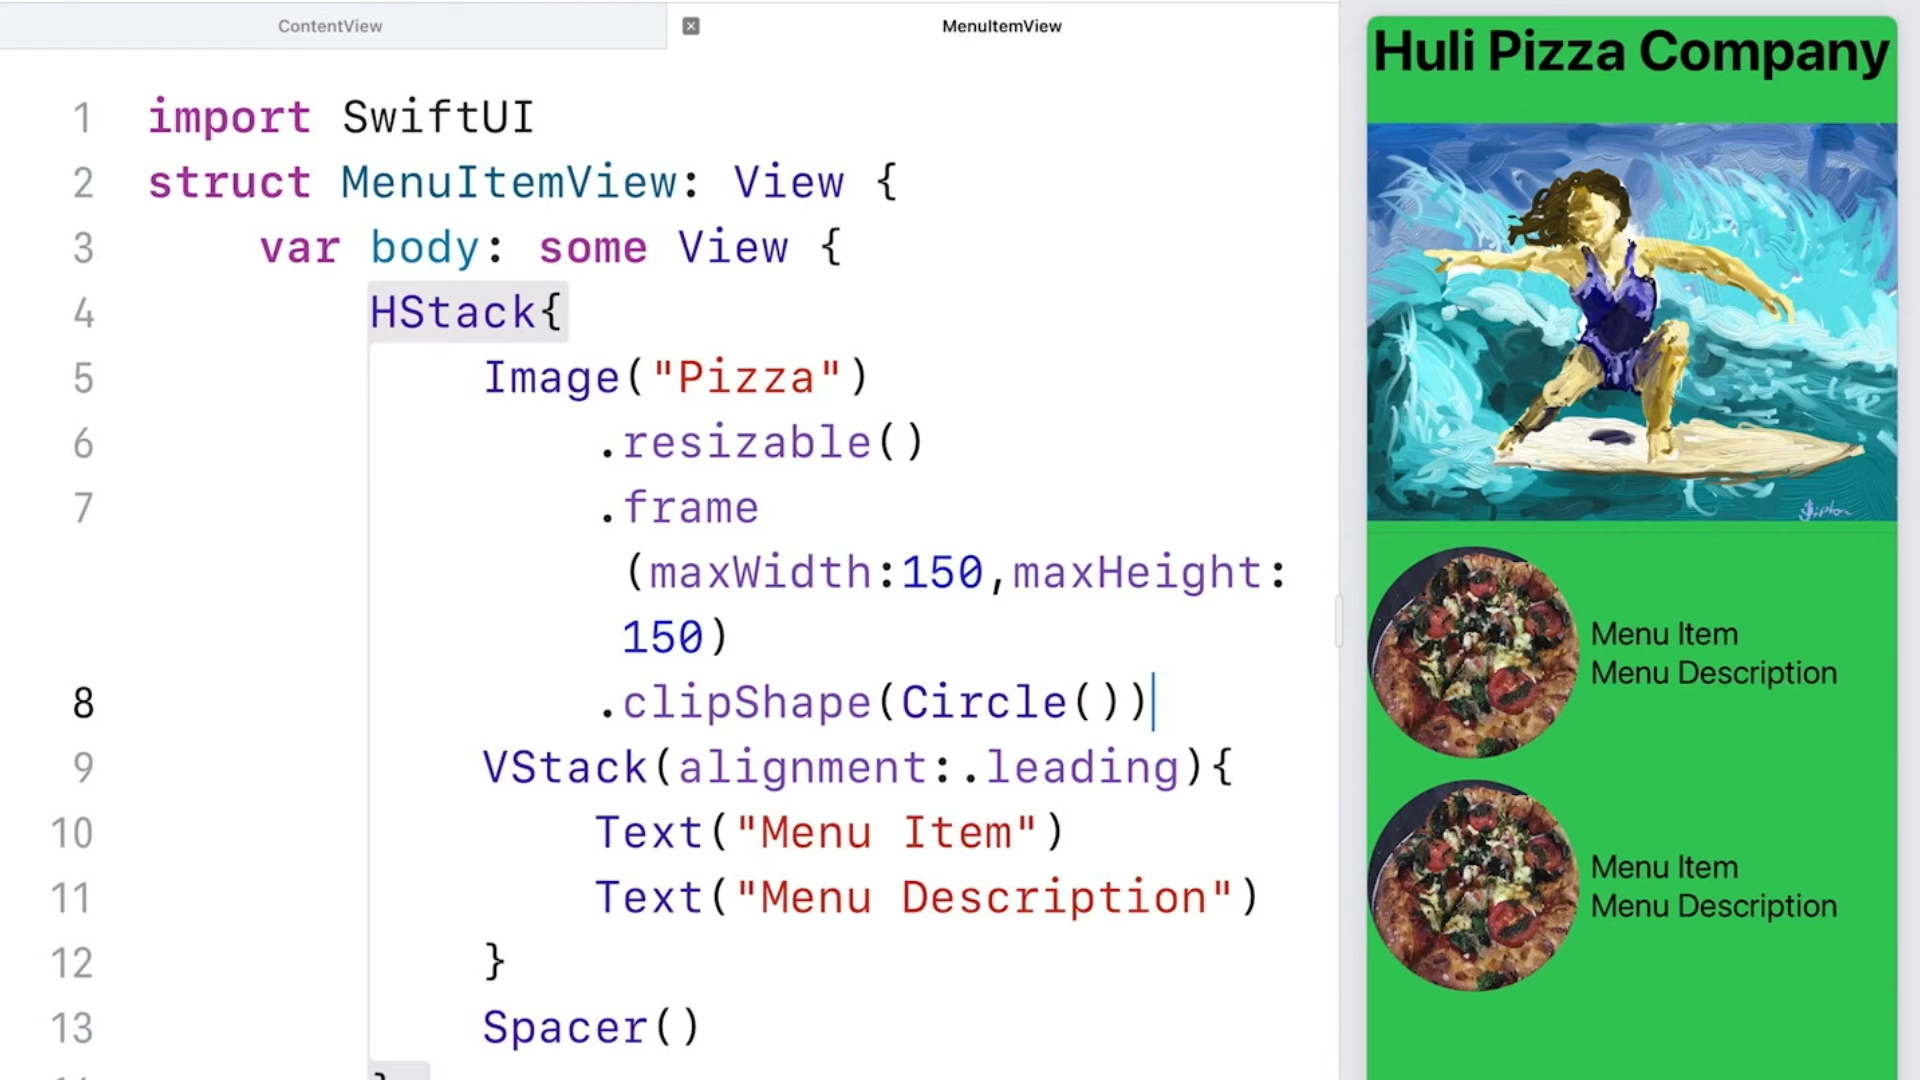 ContentView
MenuItemView
1 import SwiftUI
2 struct MenuItemView: View {
3 var body: some View {
4 HStack{
5 Image("Pizza")
6 .resizable()
7 .frame
(maxWidth:150,maxHeight:
150)
8 .clipShape(Circle())
9 VStack(alignment:.leading){
10 Text("Menu Item")
11 Text("Menu Description")
12 }
13 Spacer()
}
Huli Pizza Company
Menu Item
Menu Description
Menu Item
Menu Description